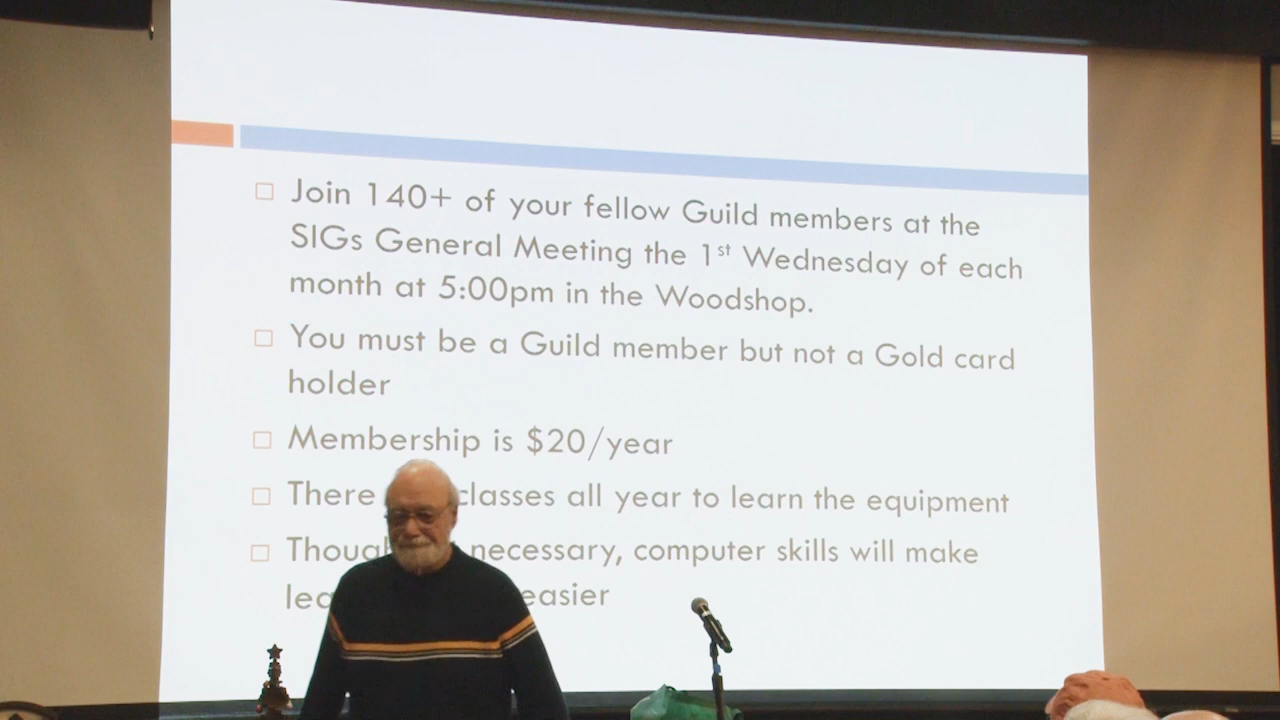 Join 140+ of your fellow Guild members at the
SIGs General Meeting the 1st Wednesday of each
month at 5:00pm in the Woodshop.
You must be a Guild member but not a Gold card
holder
Membership is $20/year
There classes all year to learn the equipment
necessary, computer skills will make
easier